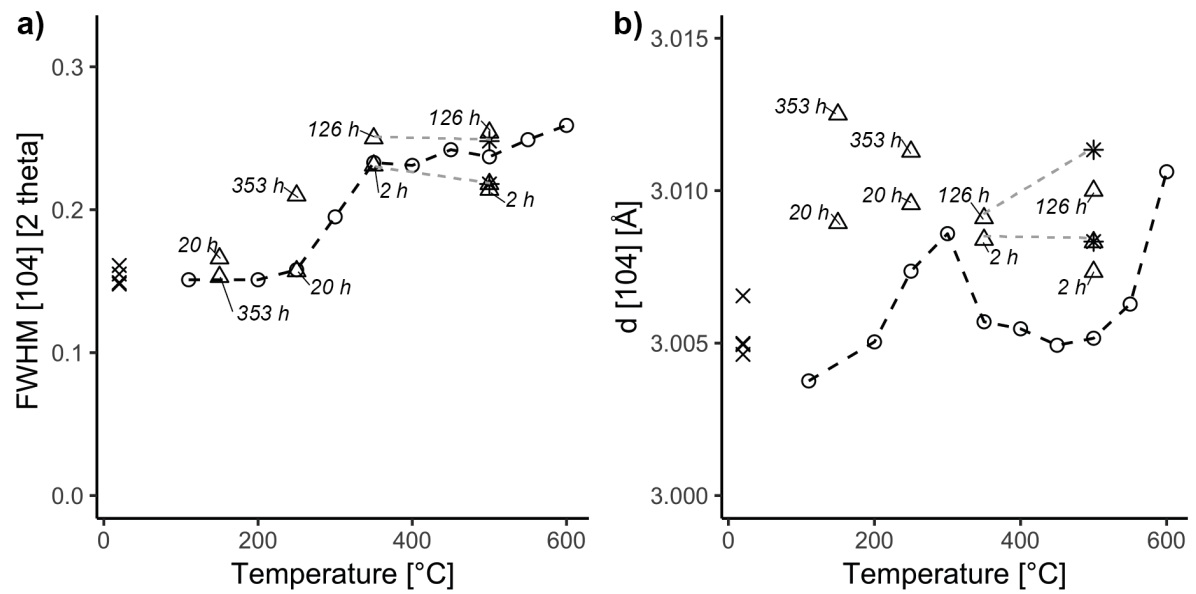 a)
FWHM [104] [2 theta]
0.3
0.2
0.1
0.0
126 h
126 h
353 h
2 h
2 h
20 h
20 h
353 h
0
200
400
600
Temperature [°C]
b)
d [104] [Å]
3.015
3.010
3.005
3.000
353 h
353 h
20 h
126 h
20 h
126 h
2 h
2 h
0
200
400
600
Temperature [°C]